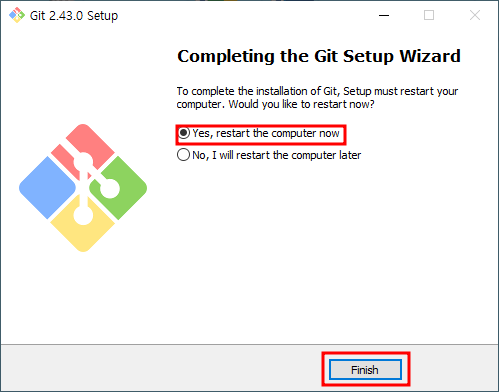 Git 2.43.0 Setup
Completing the Git Setup Wizard
To complete the installation of Git, Setup must restart your
computer. Would you like to restart now?
Yes, restart the computer now
No, I will restart the computer later
Finish